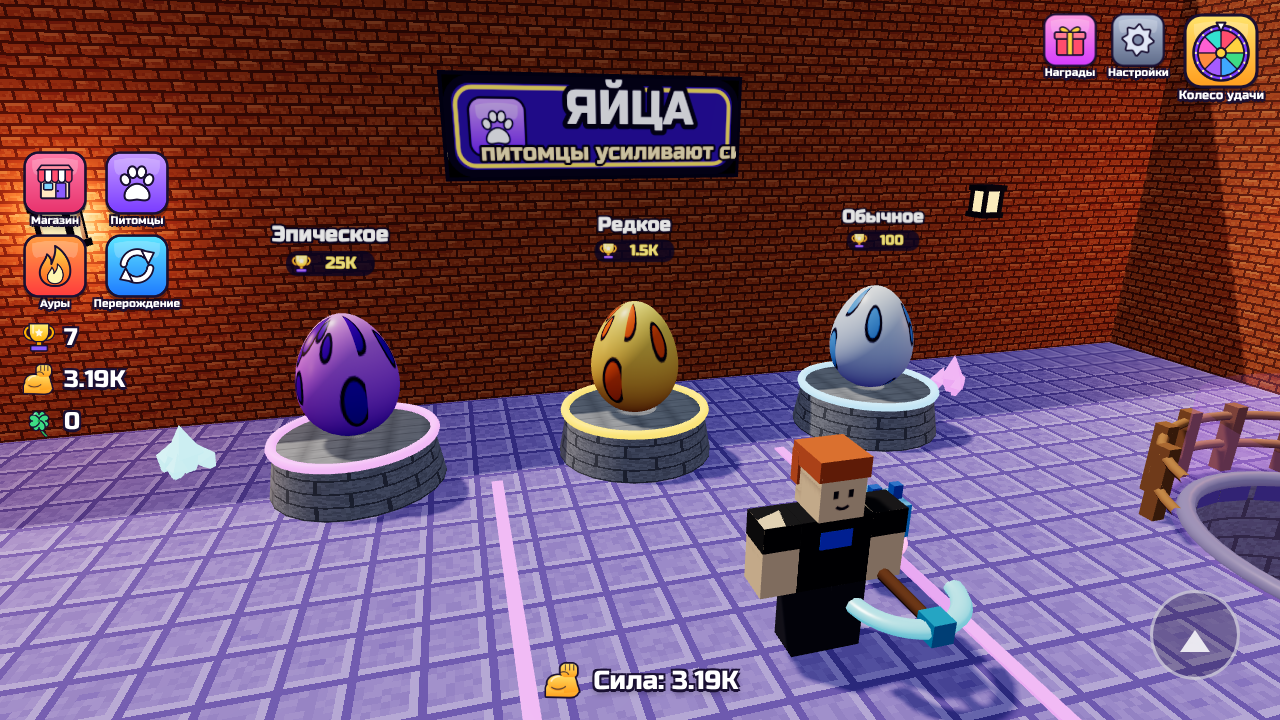 Награды
Настройки
Колесо удачи
ЯЙЦА
ПИТОМЦЫ УСИЛИВАЮТ
Магазин
Питомцы
Ауры
Перерождение
7
3.19K
0
Эпическое
25K
Редкое
1.5K
Обычное
100
Сила: 3.19K